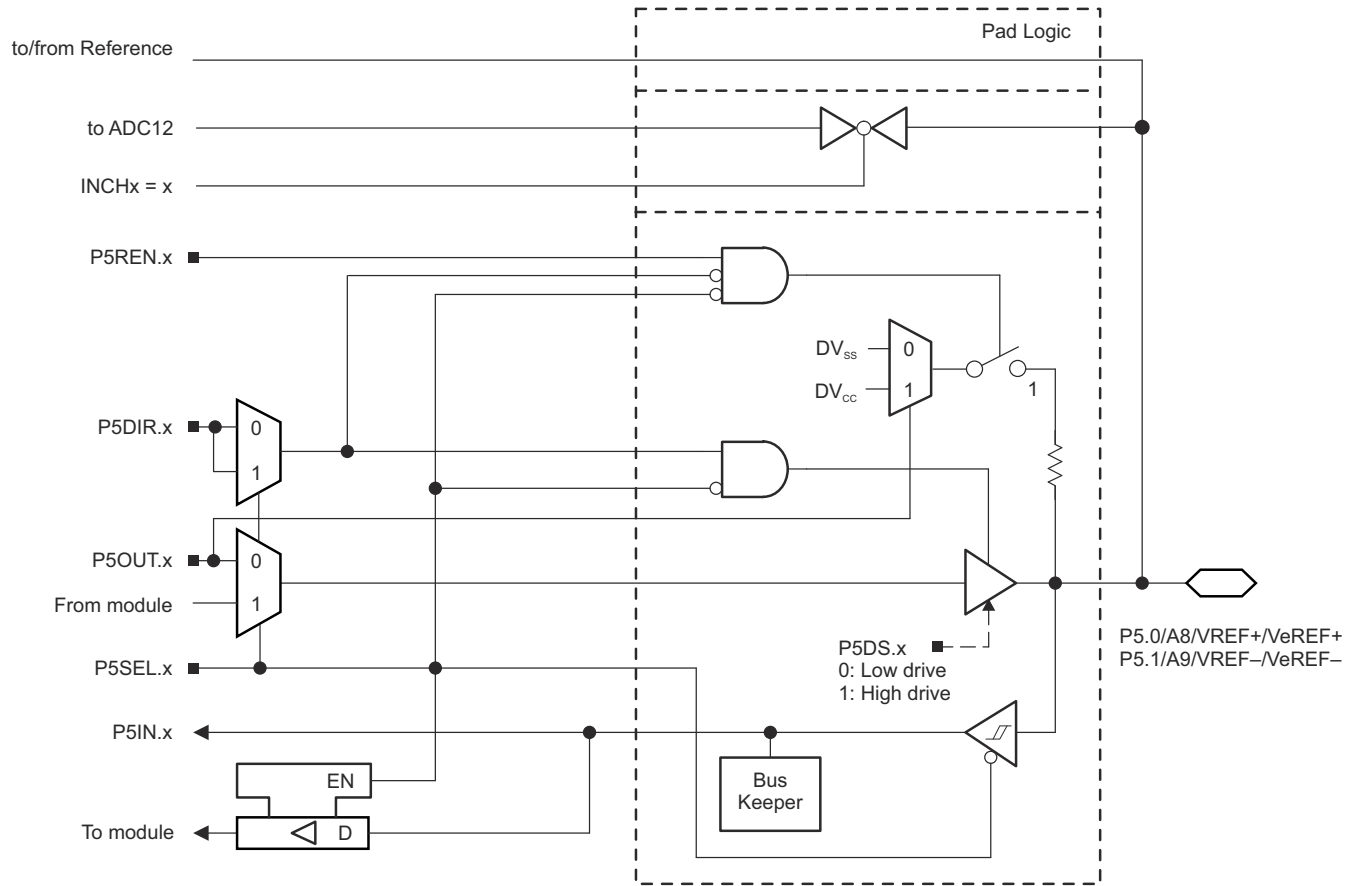 Pad Logic
to/from Reference
to ADC12
INCHx = x
P5REN.x
DVSS
0
DVCC
1
1
P5DIR.x
0
1
P5OUT.x
0
From module
1
P5SEL.x
P5DS.x
0: Low drive
1: High drive
P5.0/A8/VREF+/VeREF+
P5.1/A9/VREF–/VeREF–
P5IN.x
EN
Bus
Keeper
To module
D